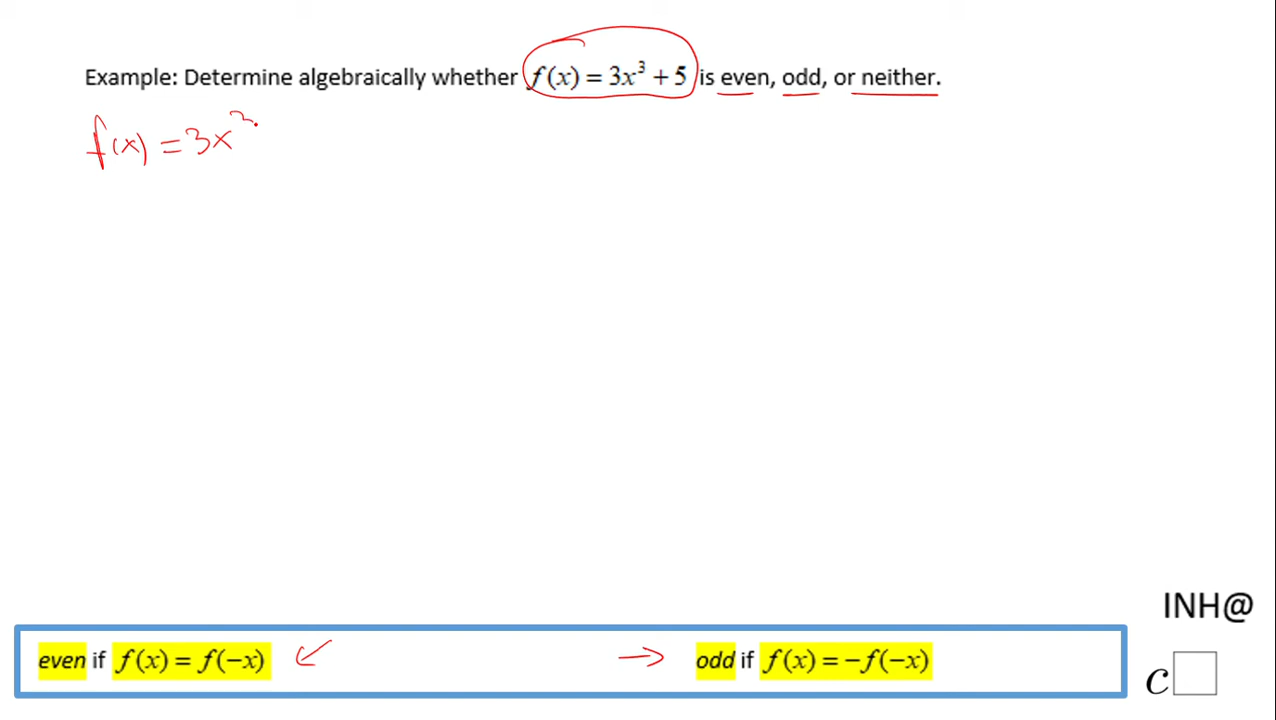 Example: Determine algebraically whether f(x) = 3x³ + 5 is even, odd, or neither.
f(x) = 3x³
INH@
even if f(x) = f(−x) odd if f(x) = −f(−x)
c